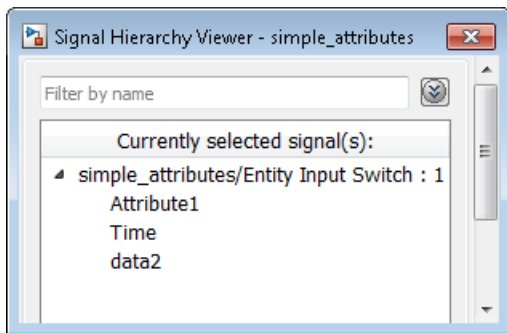 Signal Hierarchy Viewer - simple_attributes
Filter by name
Currently selected signal(s):
simple_attributes/Entity Input Switch : 1
Attribute1
Time
data2